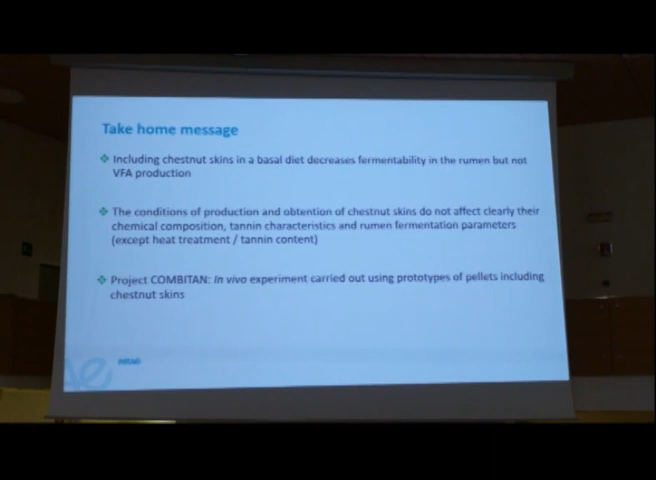 Take home message
Including chestnut skins in a basal diet decreases fermentability in the rumen but not
VFA production
The conditions of production and obtention of chestnut skins do not affect clearly their
chemical composition, tannin characteristics and rumen fermentation parameters
(except heat treatment / tannin content)
Project COMBITAN: In vivo experiment carried out using prototypes of pellets including
chestnut skins
ae
INRAE